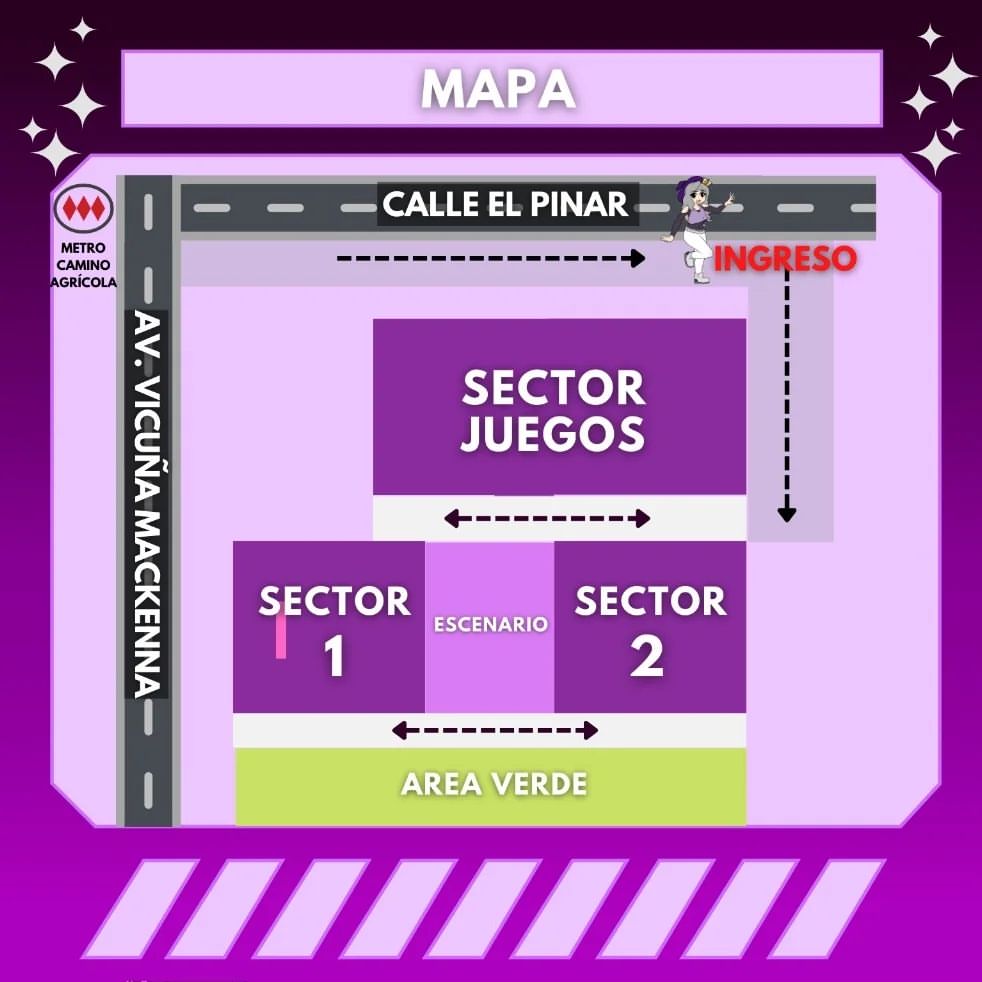 MAPA
CALLE EL PINAR
METRO
CAMINO
AGRÍCOLA
INGRESO
AV. VICUÑA MACKENNA
SECTOR
JUEGOS
SECTOR
1
ESCENARIO
SECTOR
2
AREA VERDE